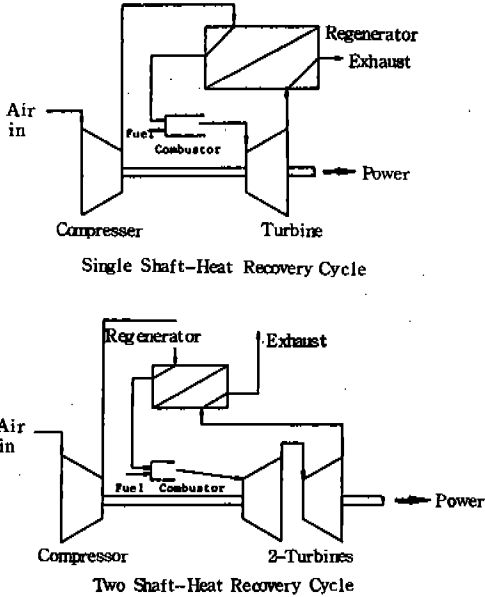 Regenerator
Exhaust
Air
in
Fuel
Combustor
Power
Compresser
Turbine
Single Shaft-Heat Recovery Cycle
Regenerator
Exhaust
Air
in
Fuel
Combustor
Power
Compressor
2-Turbines
Two Shaft-Heat Recovery Cycle